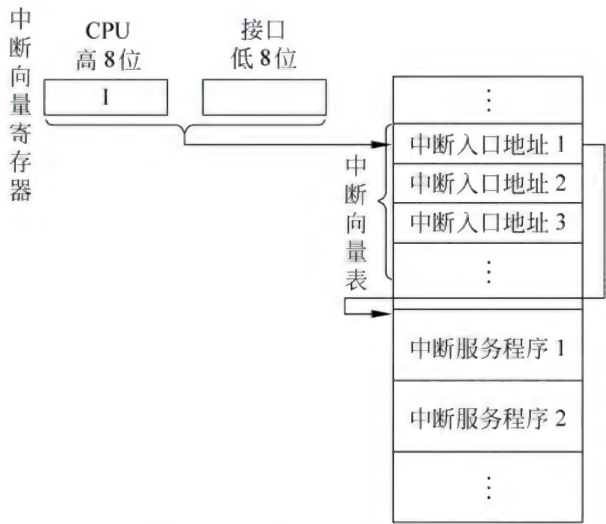 中断向量寄存器
CPU
高8位
接口
低8位
I
⋮
中断入口地址1
中断入口地址2
中断入口地址3
⋮
中断向量表
中断服务程序1
中断服务程序2
⋮